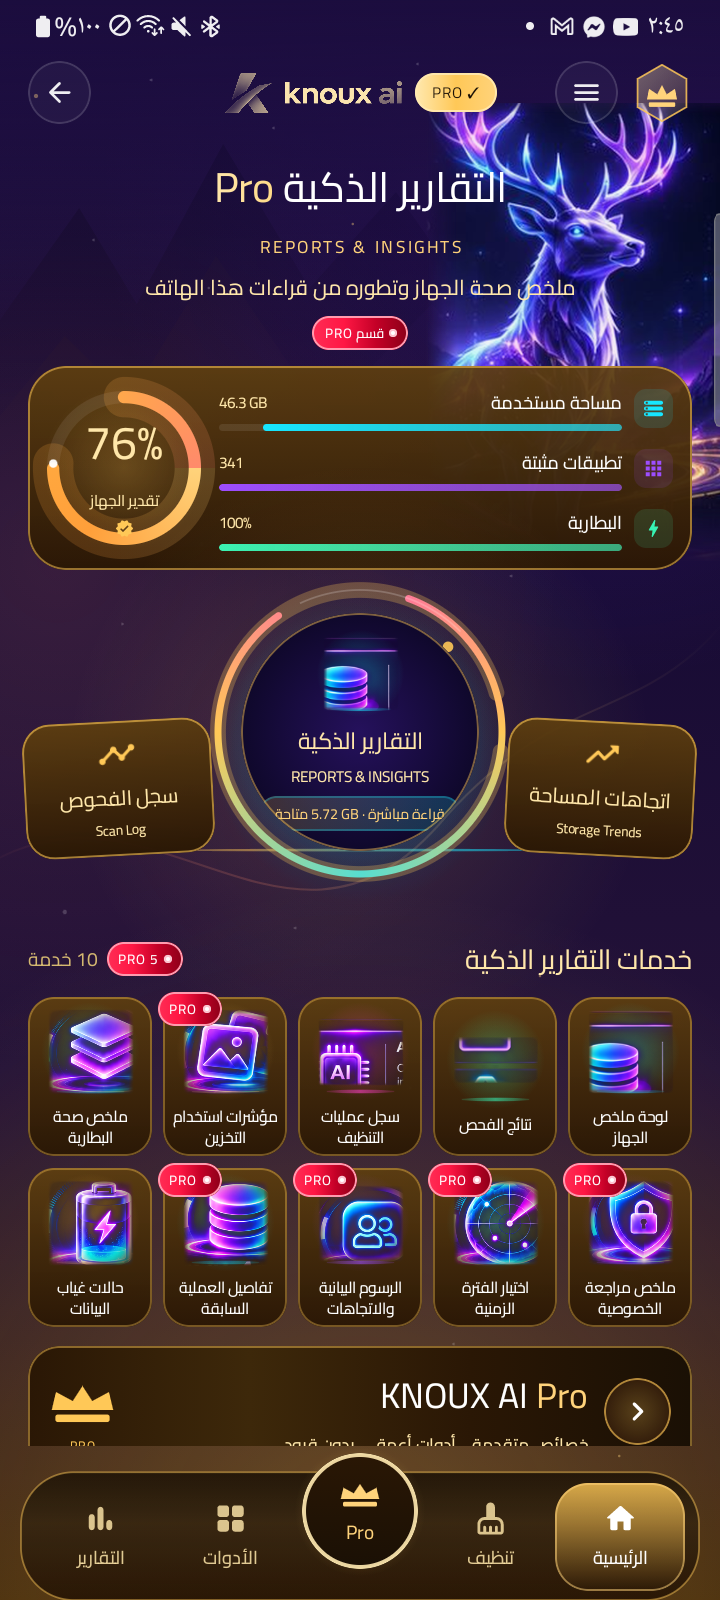 ٢:٤٥
%١٠٠
knoux ai
PRO ✓
التقارير الذكية Pro
REPORTS & INSIGHTS
ملخص صحة الجهاز وتطوره من قراءات هذا الهاتف
قسم PRO
مساحة مستخدمة
46.3 GB
تطبيقات مثبتة
341
البطارية
100%
76%
تقدير الجهاز
التقارير الذكية
REPORTS & INSIGHTS
قراءة مباشرة · 5.72 GB متاحة
اتجاهات المساحة
Storage Trends
سجل الفحوص
Scan Log
خدمات التقارير الذكية
PRO 5
10 خدمة
لوحة ملخص
الجهاز
نتائج الفحص
AI
سجل عمليات
التنظيف
PRO
مؤشرات استخدام
التخزين
ملخص صحة
البطارية
PRO
ملخص مراجعة
الخصوصية
PRO
اختيار الفترة
الزمنية
PRO
الرسوم البيانية
والاتجاهات
PRO
تفاصيل العملية
السابقة
حالات غياب
البيانات
KNOUX AI Pro
الرئيسية
تنظيف
Pro
الأدوات
التقارير